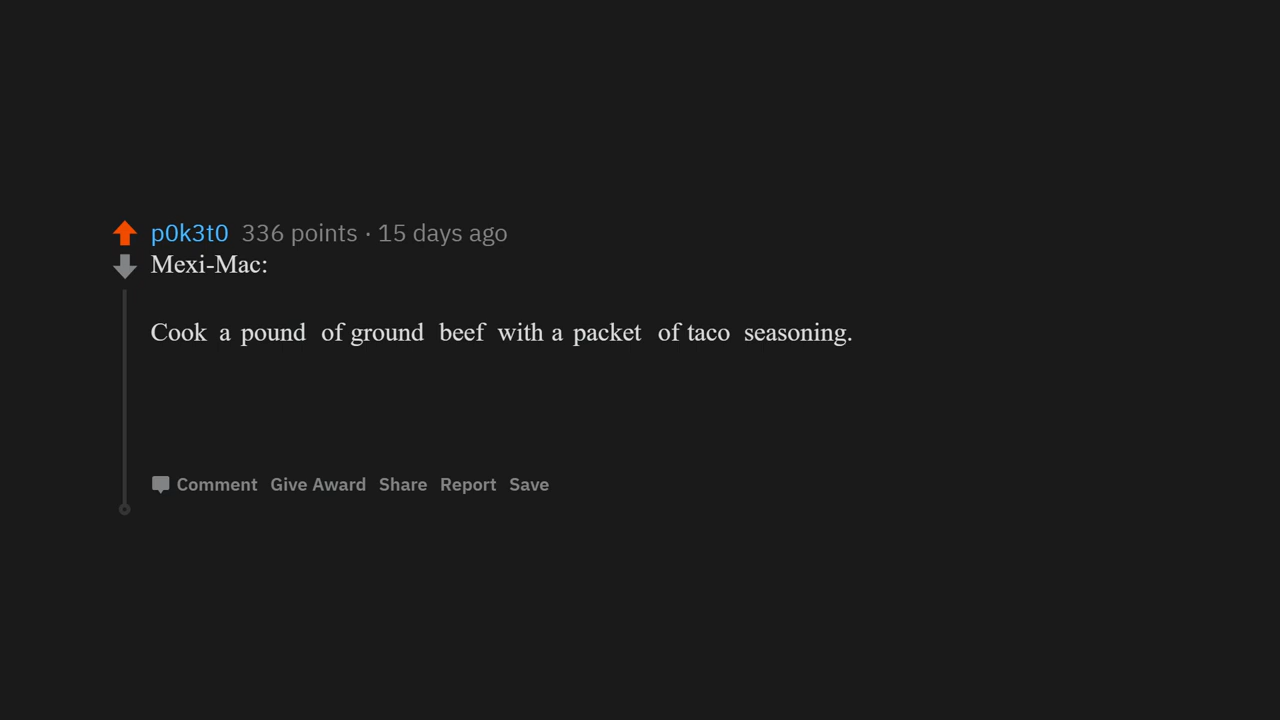 p0k3t0 336 points · 15 days ago
Mexi-Mac:
Cook a pound of ground beef with a packet of taco seasoning.
Comment Give Award Share Report Save